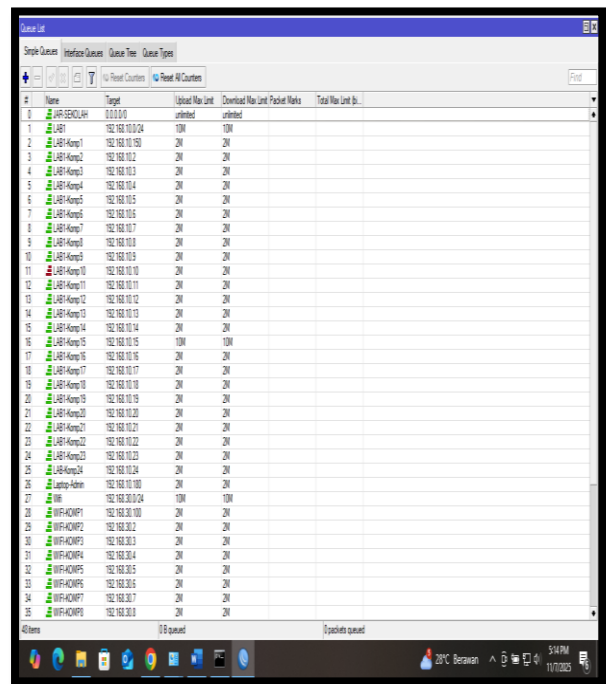 Queue List
Simple Queues Interface Queues Queue Tree Queue Types
Reset Counters Reset All Counters Find
# Name Target Upload Max Limit Download Max Limit Packet Marks Total Max Limit (bi...
0 JAR-SEKOLAH 0.0.0.0/0 unlimited unlimited
1 LAB1 192.168.10.0/24 10M 10M
2 LAB1-Komp1 192.168.10.150 2M 2M
3 LAB1-Komp2 192.168.10.2 2M 2M
4 LAB1-Komp3 192.168.10.3 2M 2M
5 LAB1-Komp4 192.168.10.4 2M 2M
6 LAB1-Komp5 192.168.10.5 2M 2M
7 LAB1-Komp6 192.168.10.6 2M 2M
8 LAB1-Komp7 192.168.10.7 2M 2M
9 LAB1-Komp8 192.168.10.8 2M 2M
10 LAB1-Komp9 192.168.10.9 2M 2M
11 LAB1-Komp10 192.168.10.10 2M 2M
12 LAB1-Komp11 192.168.10.11 2M 2M
13 LAB1-Komp12 192.168.10.12 2M 2M
14 LAB1-Komp13 192.168.10.13 2M 2M
15 LAB1-Komp14 192.168.10.14 2M 2M
16 LAB1-Komp15 192.168.10.15 10M 10M
17 LAB1-Komp16 192.168.10.16 2M 2M
18 LAB1-Komp17 192.168.10.17 2M 2M
19 LAB1-Komp18 192.168.10.18 2M 2M
20 LAB1-Komp19 192.168.10.19 2M 2M
21 LAB1-Komp20 192.168.10.20 2M 2M
22 LAB1-Komp21 192.168.10.21 2M 2M
23 LAB1-Komp22 192.168.10.22 2M 2M
24 LAB1-Komp23 192.168.10.23 2M 2M
25 LAB-Komp24 192.168.10.24 2M 2M
26 Laptop-Admin 192.168.10.180 2M 2M
27 Wifi 192.168.30.0/24 10M 10M
28 WIFI-KOMP1 192.168.30.100 2M 2M
29 WIFI-KOMP2 192.168.30.2 2M 2M
30 WIFI-KOMP3 192.168.30.3 2M 2M
31 WIFI-KOMP4 192.168.30.4 2M 2M
32 WIFI-KOMP5 192.168.30.5 2M 2M
33 WIFI-KOMP6 192.168.30.6 2M 2M
34 WIFI-KOMP7 192.168.30.7 2M 2M
35 WIFI-KOMP8 192.168.30.8 2M 2M
48 items 0 B queued 0 packets queued
28°C Berawan 5:14 PM
11/7/2025 6